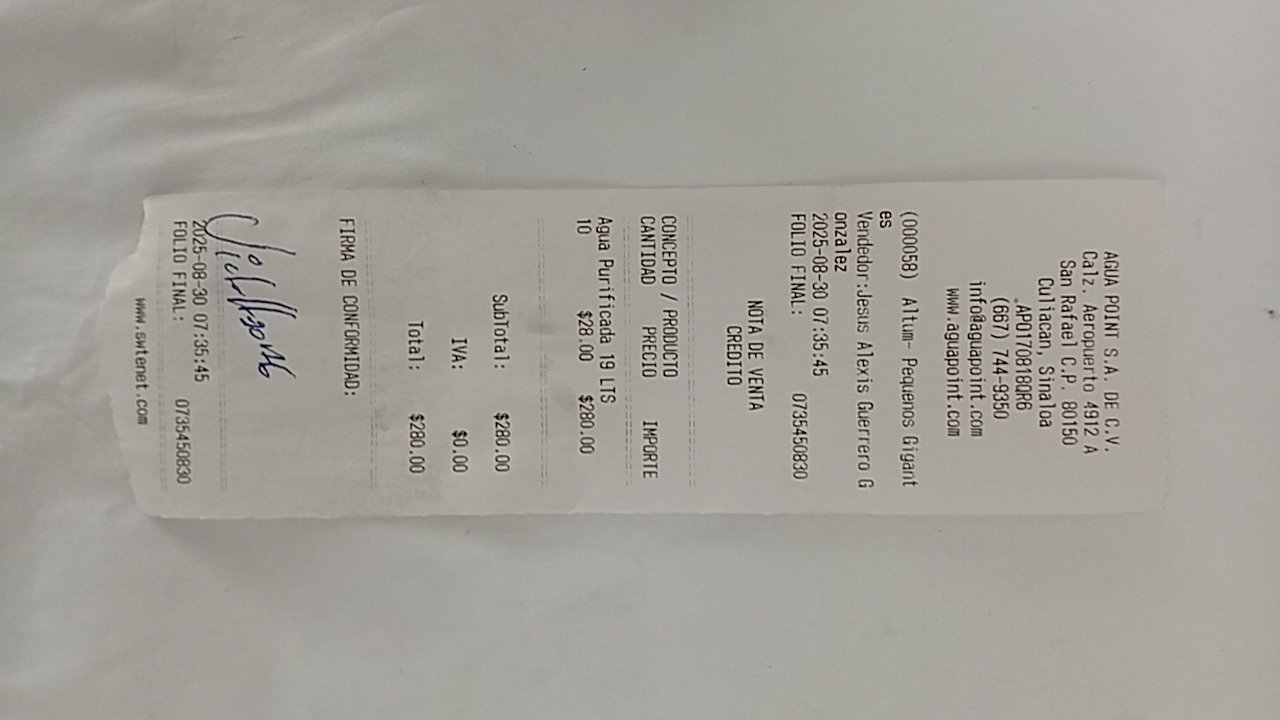 AGUA POINT S.A. DE C.V.
Calz. Aeropuerto 4912 A
San Rafael C.P. 80150
Culiacan, Sinaloa
APO170818QR6
(667) 744-9350
info@aguapoint.com
www.aguapoint.com
(000058) Altum- Pequenos Gigant
es
Vendedor:Jesus Alexis Guerrero G
onzalez
2025-08-30 07:35:45
FOLIO FINAL: 0735450830
NOTA DE VENTA
CREDITO
CONCEPTO / PRODUCTO
CANTIDAD PRECIO IMPORTE
Agua Purificada 19 LTS
10 $28.00 $280.00
SubTotal: $280.00
IVA: $0.00
Total: $280.00
FIRMA DE CONFORMIDAD:
2025-08-30 07:35:45
FOLIO FINAL: 0735450830
www.swtenet.com